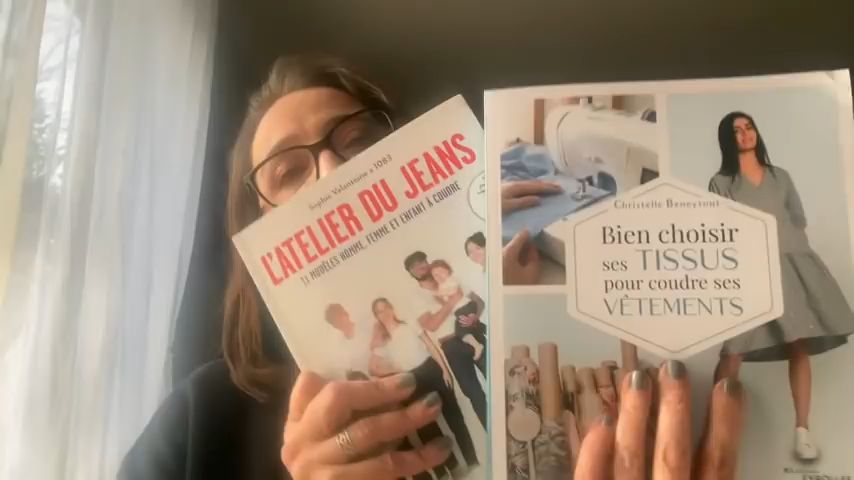 Sophie Valentoine x 1083
L'ATELIER DU JEANS
11 MODÈLES HOMME, FEMME ET ENFANT À COUDRE
Christelle Beneytout
Bien choisir
ses TISSUS
pour coudre ses
VÊTEMENTS